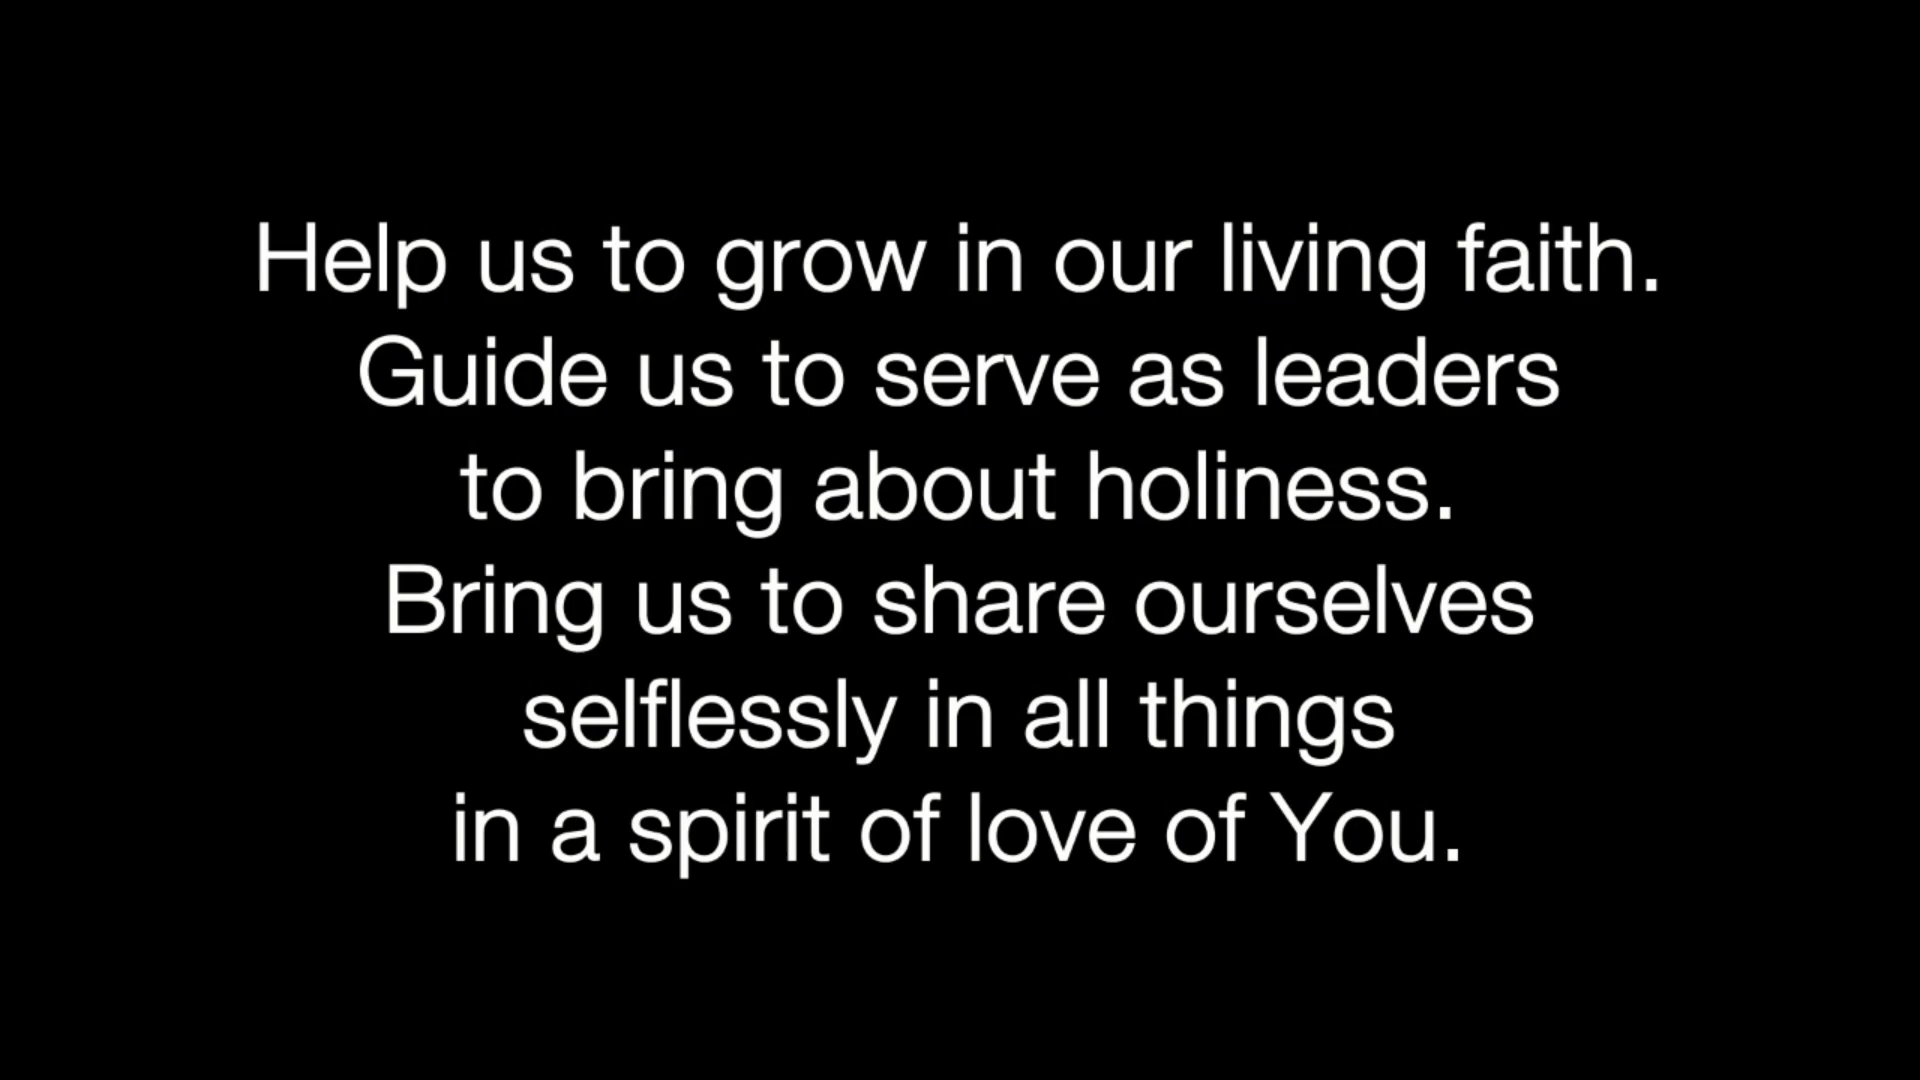 Help us to grow in our living faith.
Guide us to serve as leaders
to bring about holiness.
Bring us to share ourselves
selflessly in all things
in a spirit of love of You.